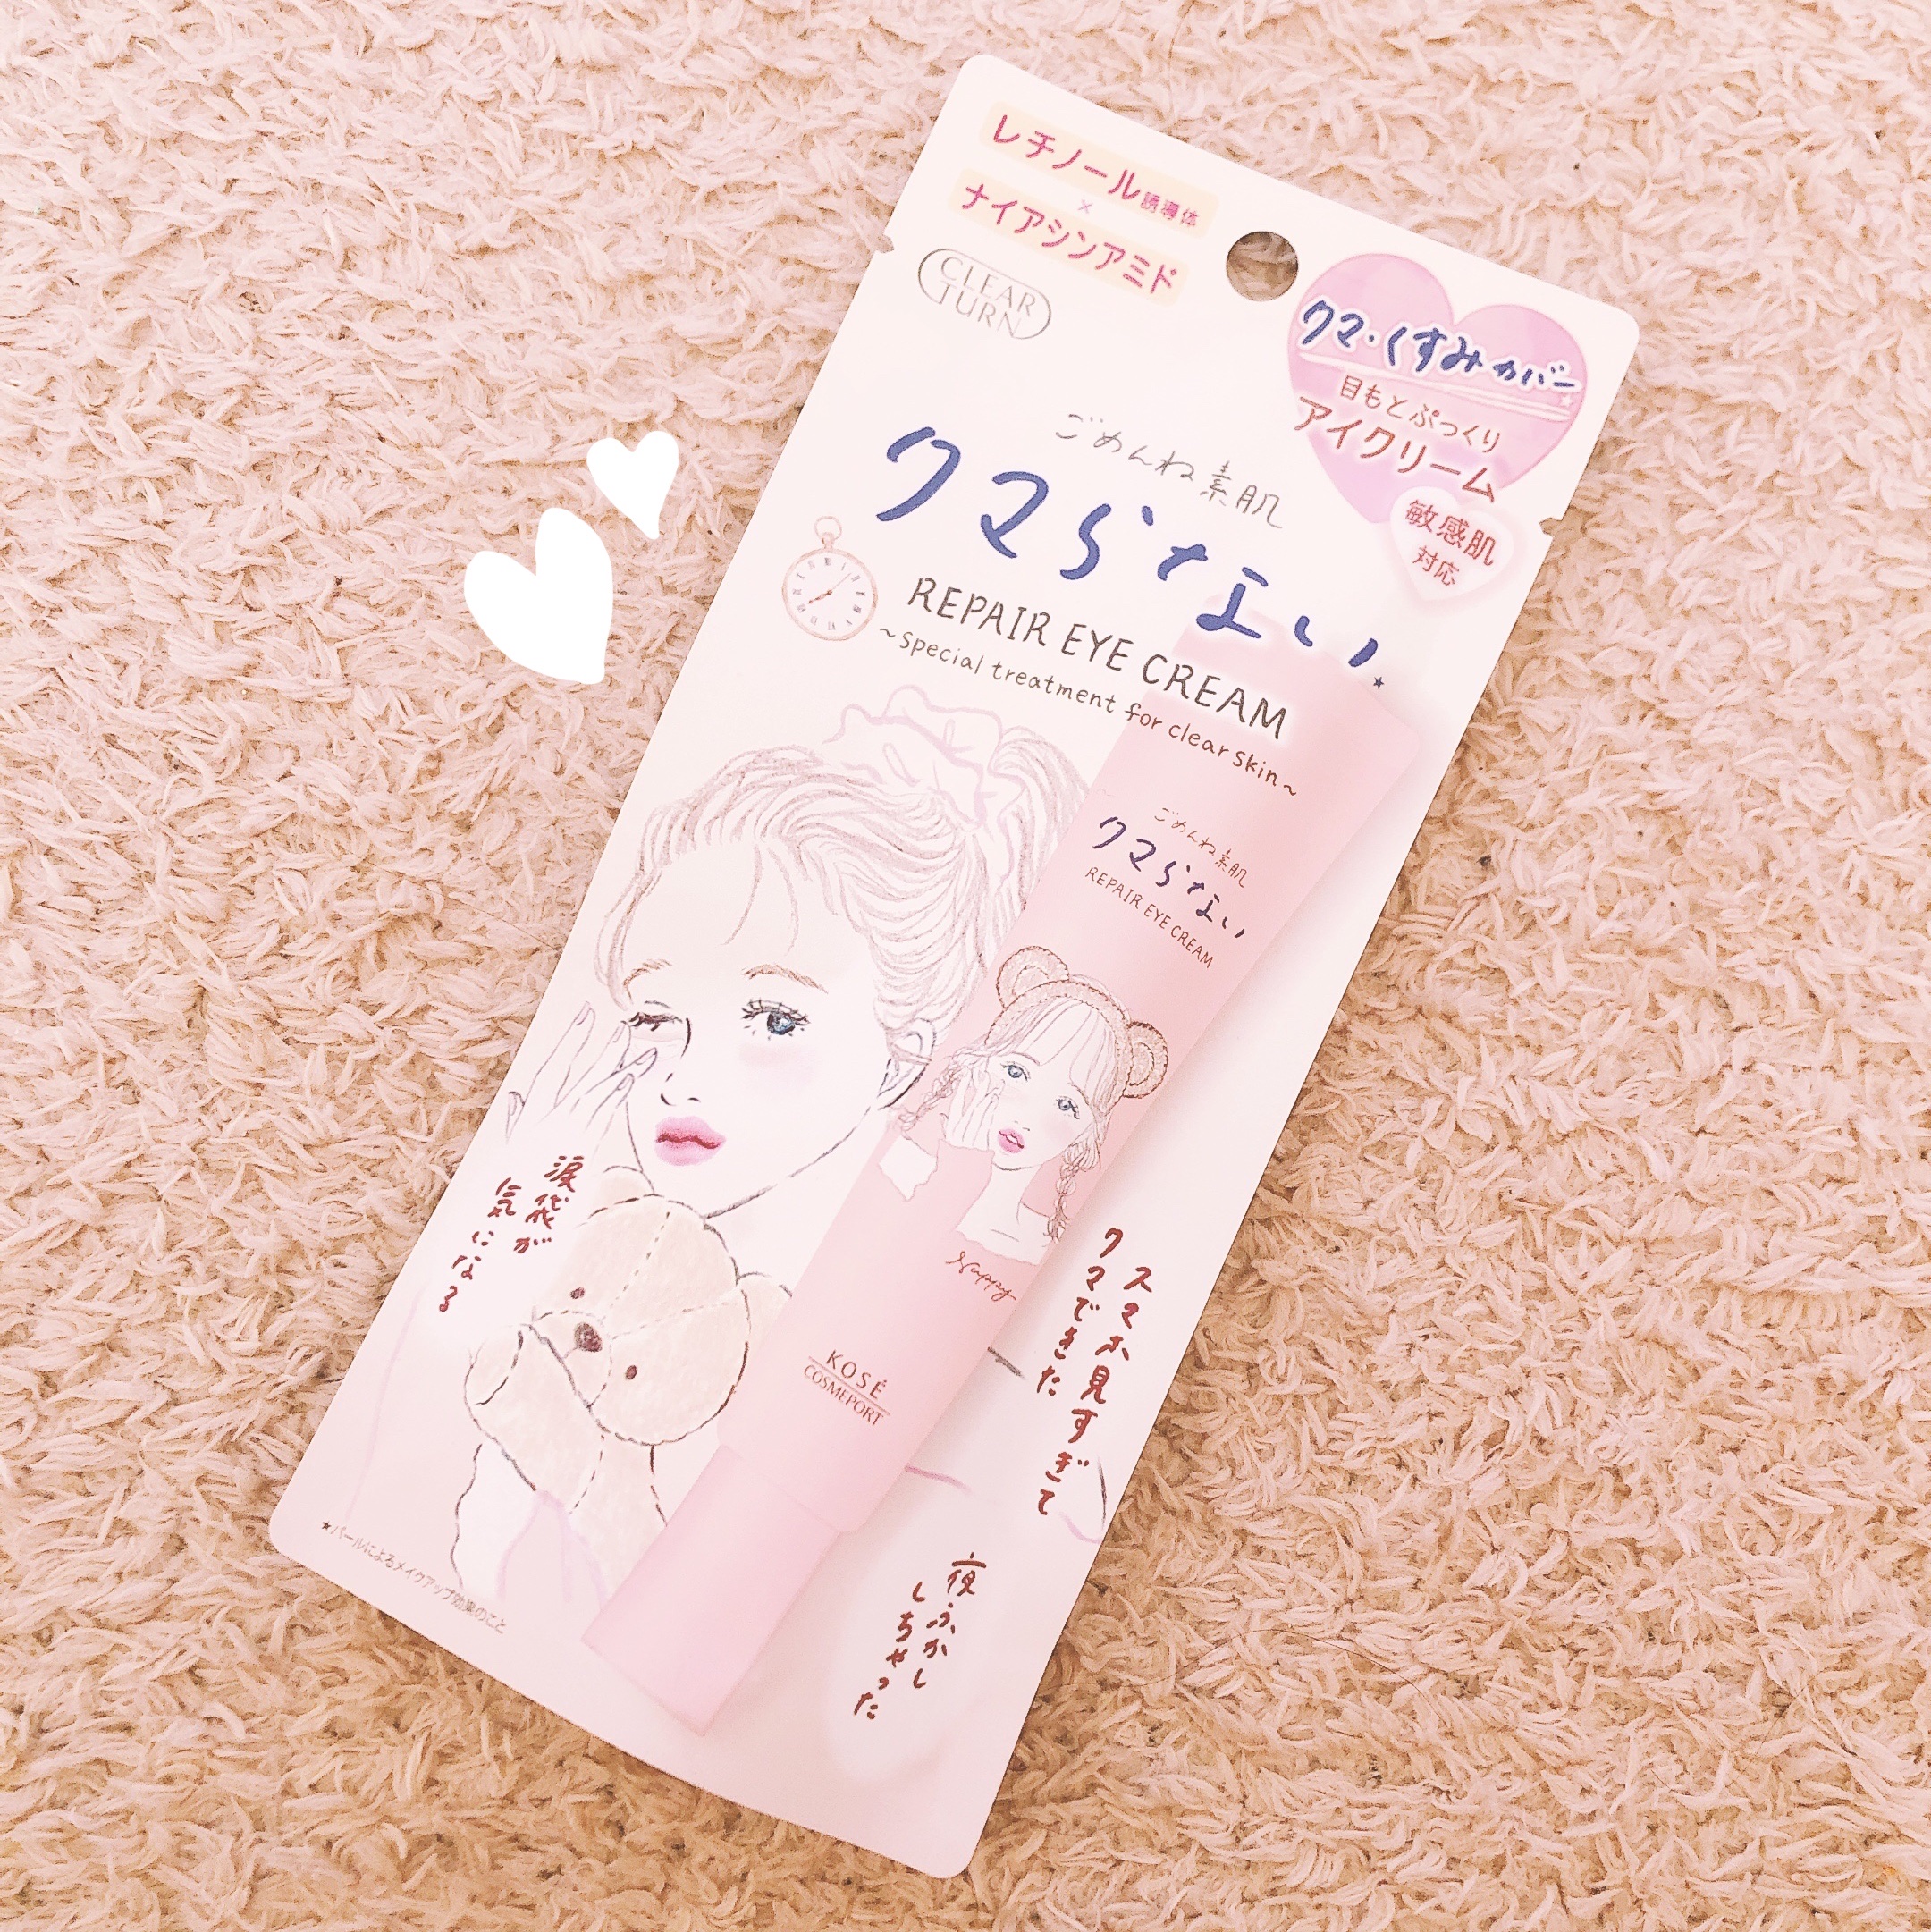 レチノール誘導体
×
ナイアシンアミド
CLEAR
TURN
クマ・くすみカバー★
目もとぷっくり
アイクリーム
敏感肌
対応
ごめんね素肌
クマらない。
REPAIR EYE CREAM
~special treatment for clear skin~
ごめんね素肌
クマらない
REPAIR EYE CREAM
Happy
KOSÉ
COSMEPORT
涙袋が
気になる
スマホ見すぎて
クマできた
夜ふかし
しちゃった
★パールによるメイクアップ効果のこと